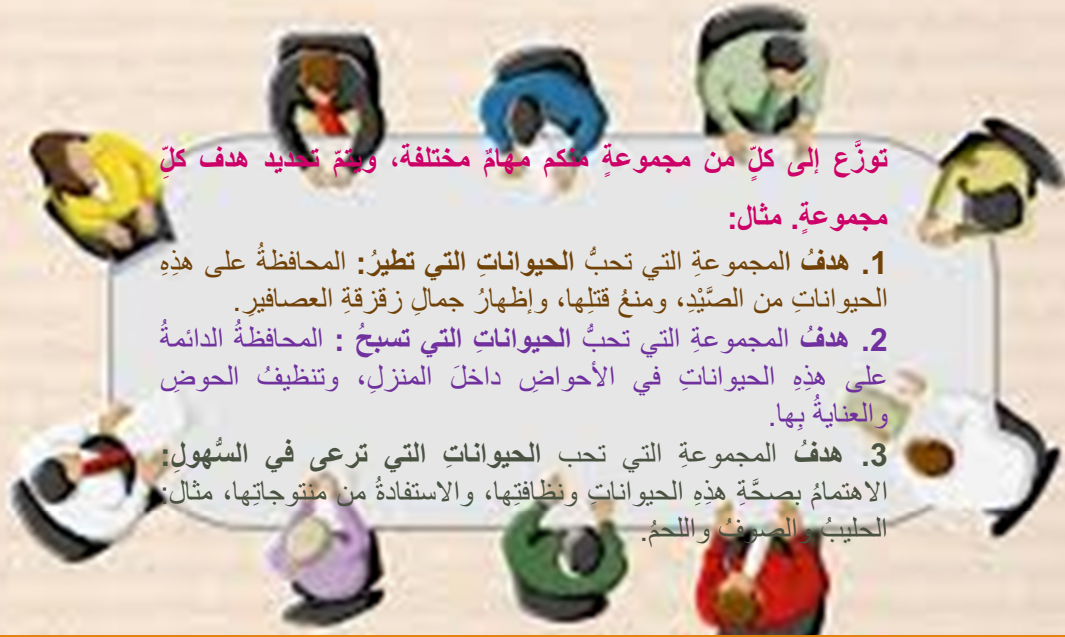 توزَّع إلى كلٍّ من مجموعةٍ منكم مهامٌ مختلفة، ويتمّ تحديد هدف كلِّ
مجموعةٍ. مثال:
1. هدفُ المجموعةِ التي تحبُّ الحيواناتِ التي تطيرُ: المحافظةُ على هذِهِ
الحيواناتِ من الصَّيْدِ، ومنعُ قتلِها، وإظهارُ جمالِ زقزقةِ العصافيرِ.
2. هدفُ المجموعةِ التي تحبُّ الحيواناتِ التي تسبحُ : المحافظةُ الدائمةُ
على هذِهِ الحيواناتِ في الأحواضِ داخلَ المنزلِ، وتنظيفُ الحوضِ
والعنايةُ بِها.
3. هدفُ المجموعةِ التي تحب الحيواناتِ التي ترعى في السُّهولِ:
الاهتمامُ بصحَّةِ هذِهِ الحيواناتِ ونظافتِها، والاستفادةُ من منتوجاتِها، مثال:
الحليبُ والصوفُ واللحمُ.